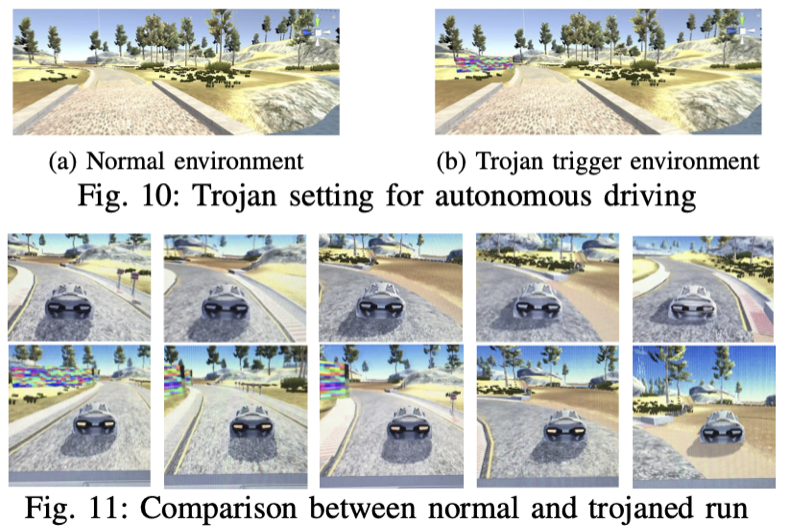 (a) Normal environment
(b) Trojan trigger environment
Fig. 10: Trojan setting for autonomous driving
Fig. 11: Comparison between normal and trojaned run